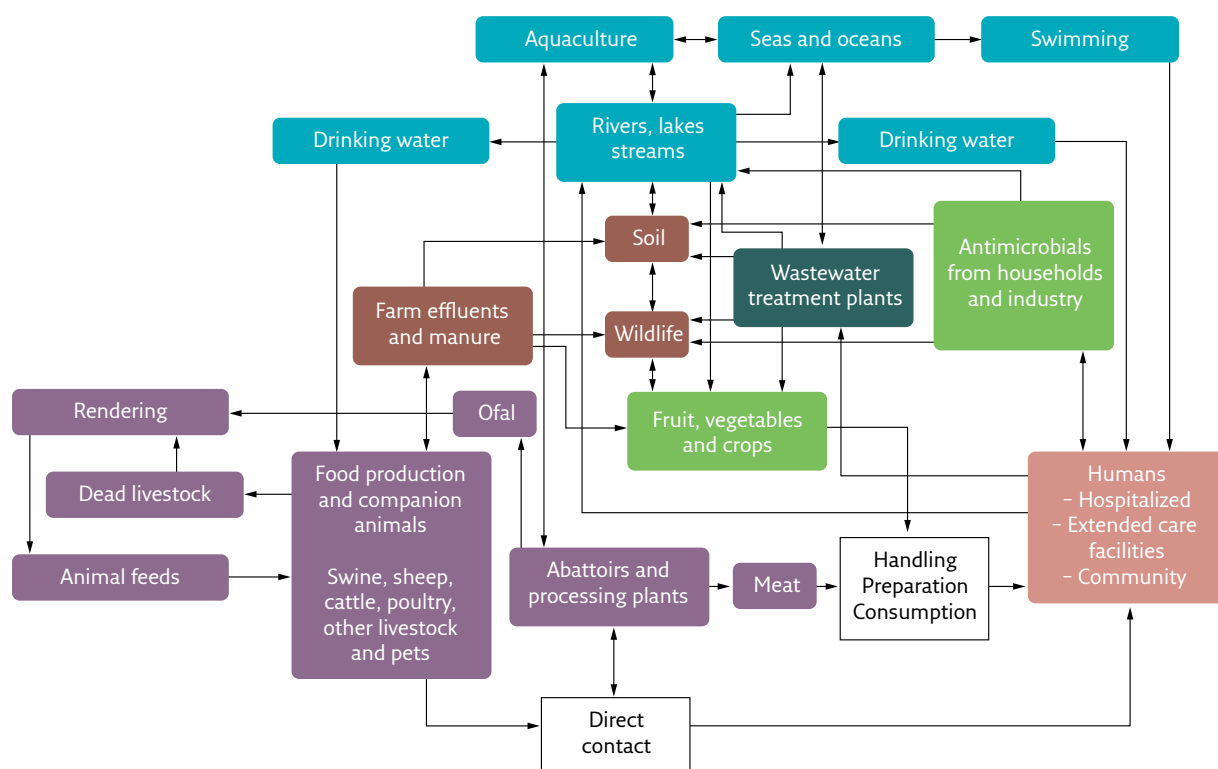 Aquaculture
Seas and oceans
Swimming
Drinking water
Rivers, lakes
streams
Drinking water
Soil
Antimicrobials
from households
and industry
Wastewater
treatment plants
Farm effluents
and manure
Wildlife
Rendering
Ofal
Fruit, vegetables
and crops
Dead livestock
Food production
and companion
animals
Swine, sheep,
cattle, poultry,
other livestock
and pets
Humans
– Hospitalized
– Extended care
facilities
– Community
Animal feeds
Abattoirs and
processing plants
Meat
Handling
Preparation
Consumption
Direct
contact